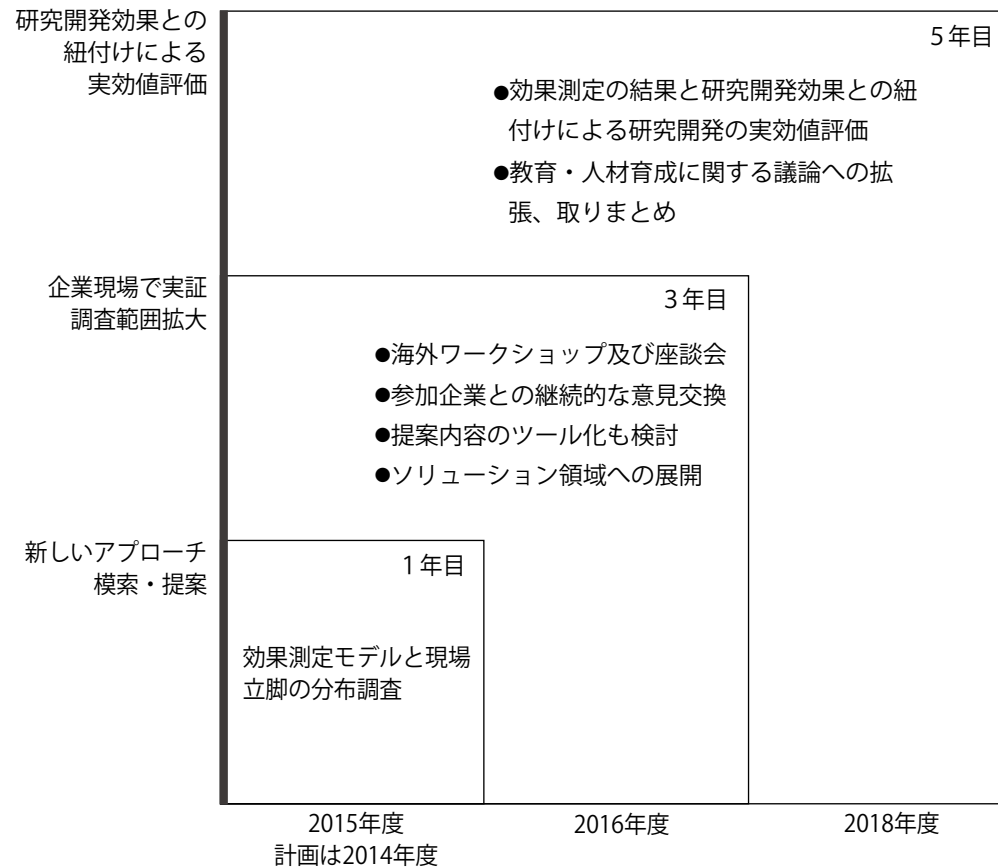 研究開発効果との
紐付けによる
実効値評価
5年目
●効果測定の結果と研究開発効果との紐
付けによる研究開発の実効値評価
●教育・人材育成に関する議論への拡
張、取りまとめ
企業現場で実証
調査範囲拡大
3年目
●海外ワークショップ及び座談会
●参加企業との継続的な意見交換
●提案内容のツール化も検討
●ソリューション領域への展開
新しいアプローチ
模索・提案
1年目
効果測定モデルと現場
立脚の分布調査
2015年度
計画は2014年度
2016年度
2018年度